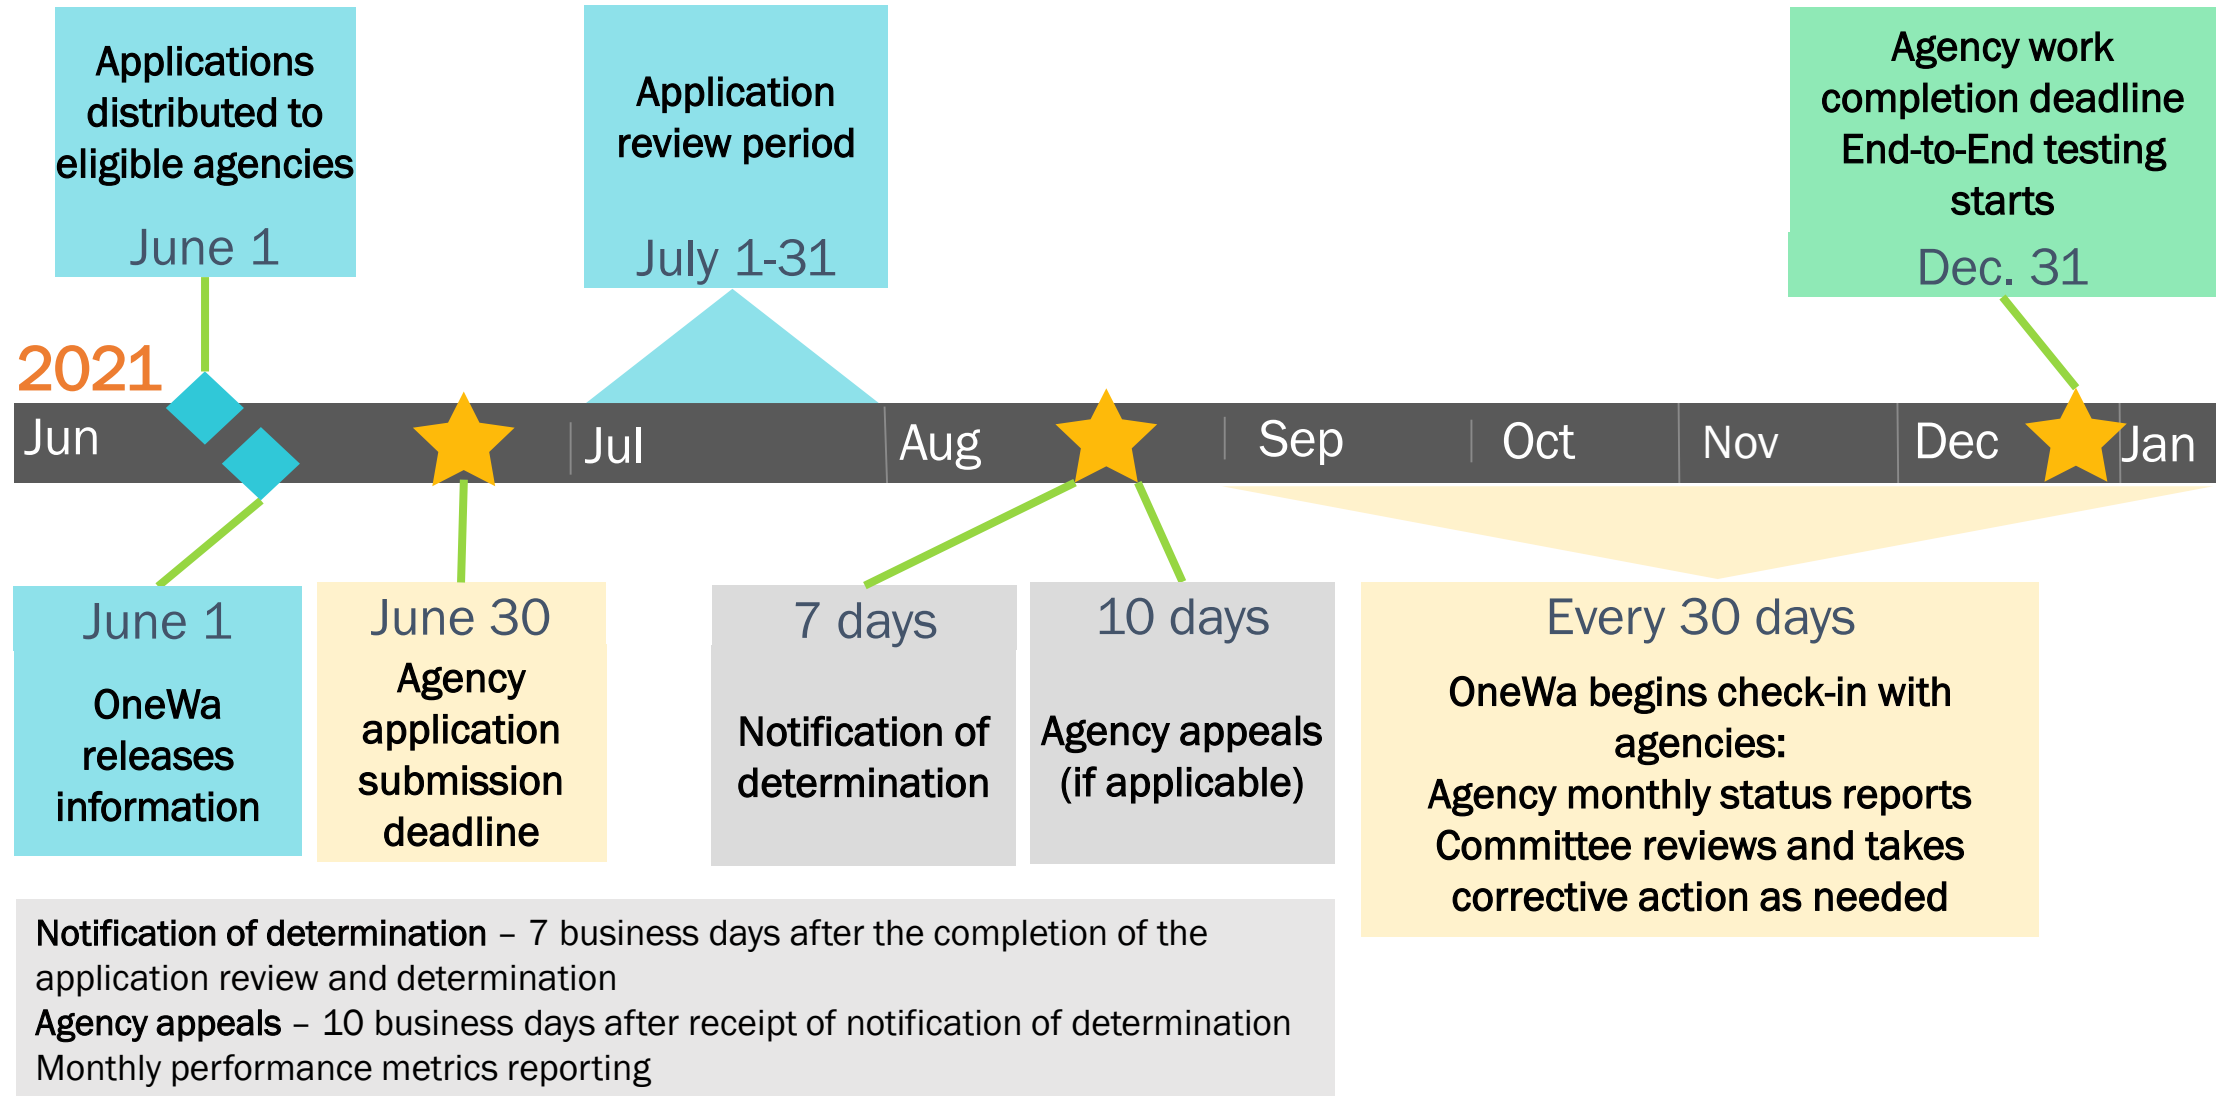 Applications
distributed to
eligible agencies
June 1
Application
review period
July 1-31
Agency work
completion deadline
End-to-End testing
starts
Dec. 31
2021
Jun
Jul
Aug
Sep
Oct
Nov
Dec
Jan
June 1
OneWa
releases
information
June 30
Agency
application
submission
deadline
7 days
Notification of
determination
10 days
Agency appeals
(if applicable)
Every 30 days
OneWa begins check-in with
agencies:
Agency monthly status reports
Committee reviews and takes
corrective action as needed
Notification of determination – 7 business days after the completion of the
application review and determination
Agency appeals – 10 business days after receipt of notification of determination
Monthly performance metrics reporting